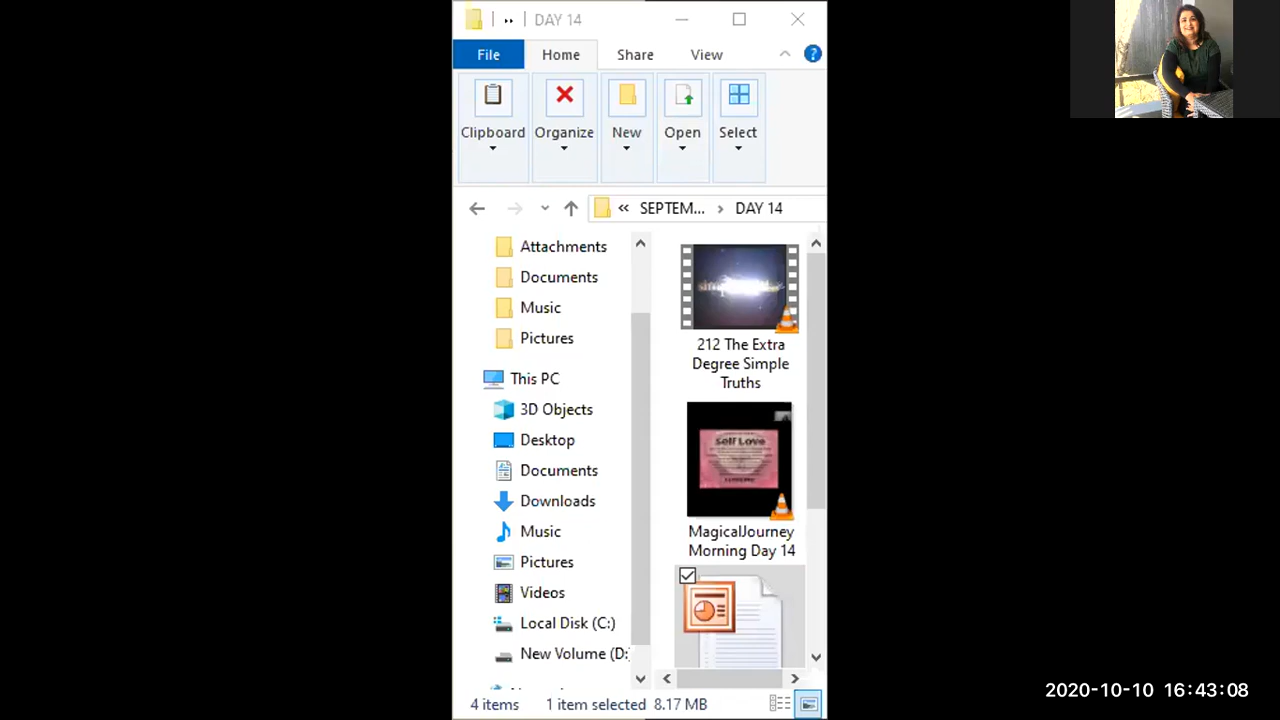 DAY 14
File
Home
Share
View
Clipboard
Organize
New
Open
Select
« SEPTEM... > DAY 14
Attachments
Documents
Music
Pictures
This PC
3D Objects
Desktop
Documents
Downloads
Music
Pictures
Videos
Local Disk (C:)
New Volume (D:
212 The Extra
Degree Simple
Truths
Self Love
MagicalJourney
Morning Day 14
4 items
1 item selected 8.17 MB
2020-10-10 16:43:08